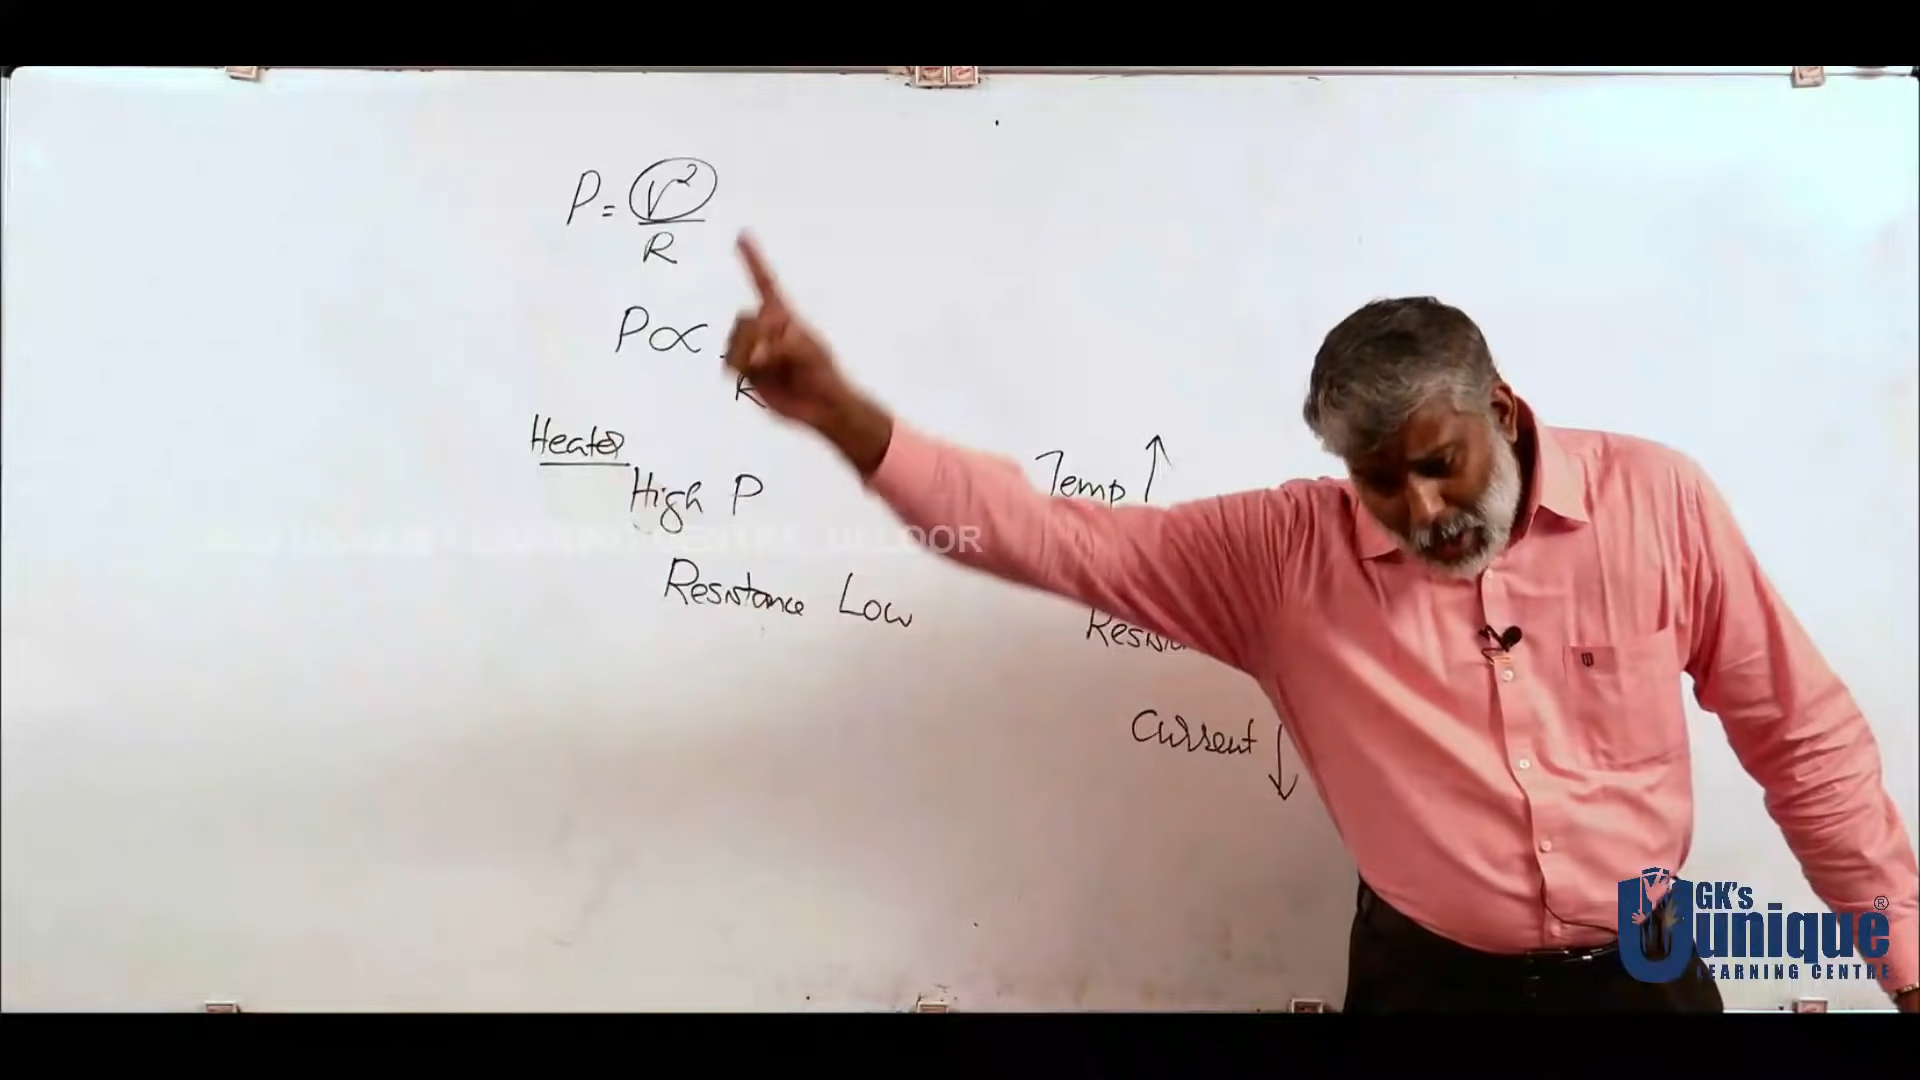 P = V²
R
P ∝
R
Heater
High P
Resistance Low
Temp ↑
Current ↓
GK's
unique®
LEARNING CENTRE